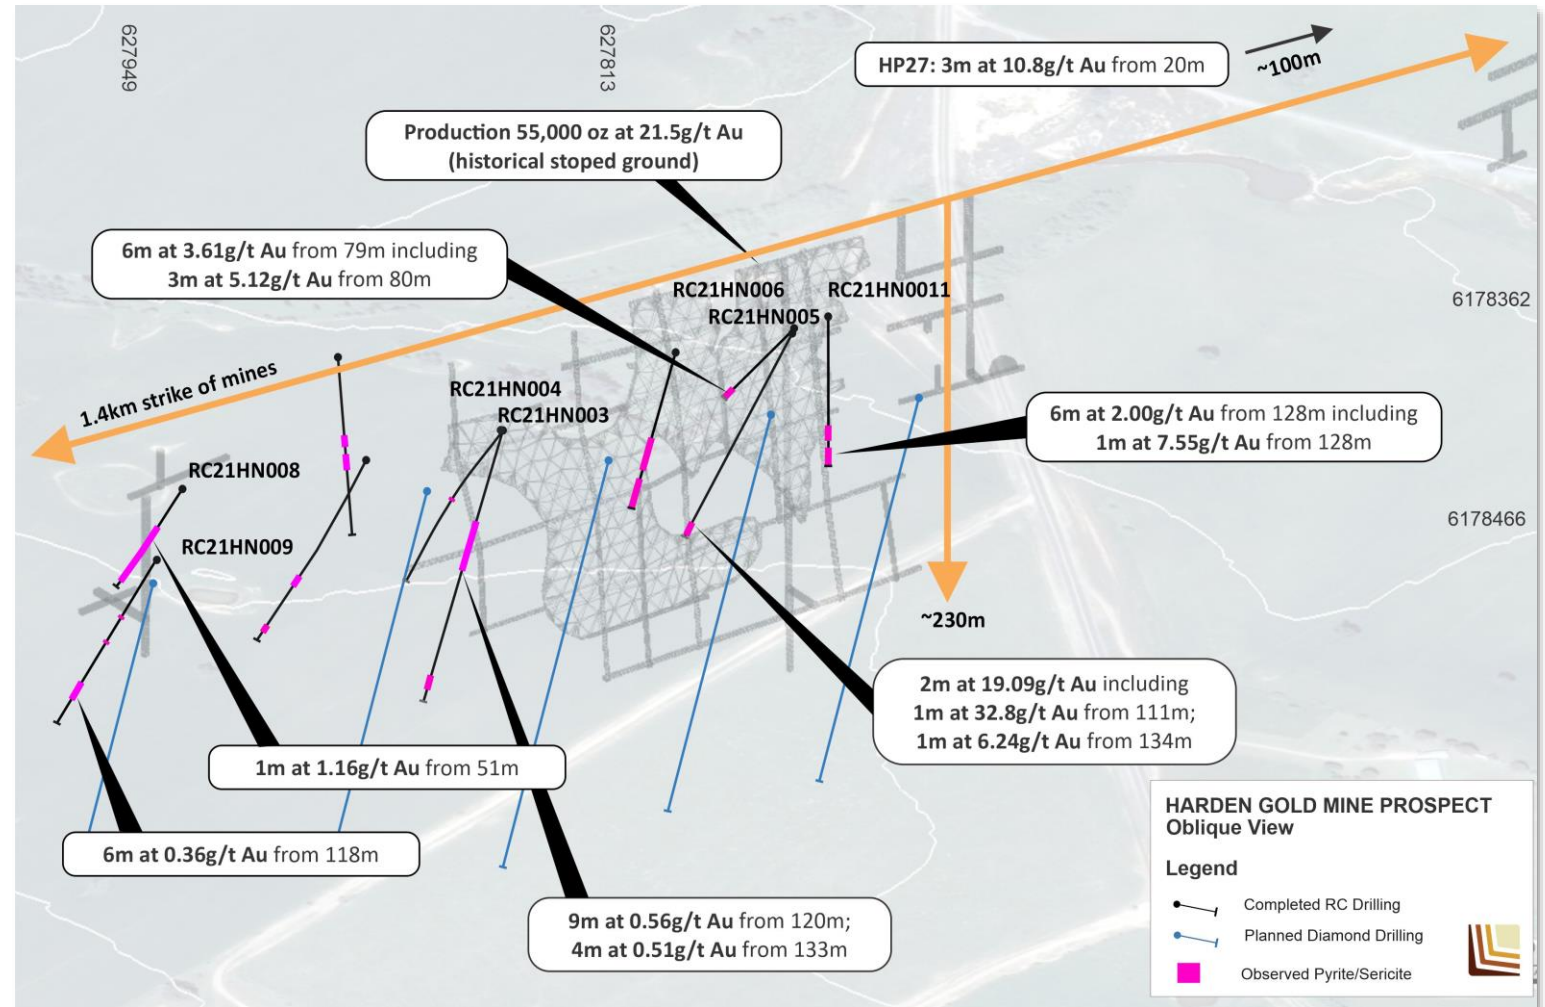 627949
627813
HP27: 3m at 10.8g/t Au from 20m
~100m
Production 55,000 oz at 21.5g/t Au
(historical stoped ground)
6m at 3.61g/t Au from 79m including
3m at 5.12g/t Au from 80m
RC21HN006
RC21HN0011
RC21HN005
6178362
1.4km strike of mines
RC21HN004
RC21HN003
6m at 2.00g/t Au from 128m including
1m at 7.55g/t Au from 128m
RC21HN008
6178466
RC21HN009
~230m
2m at 19.09g/t Au including
1m at 32.8g/t Au from 111m;
1m at 6.24g/t Au from 134m
1m at 1.16g/t Au from 51m
6m at 0.36g/t Au from 118m
9m at 0.56g/t Au from 120m;
4m at 0.51g/t Au from 133m
HARDEN GOLD MINE PROSPECT
Oblique View
Legend
Completed RC Drilling
Planned Diamond Drilling
Observed Pyrite/Sericite